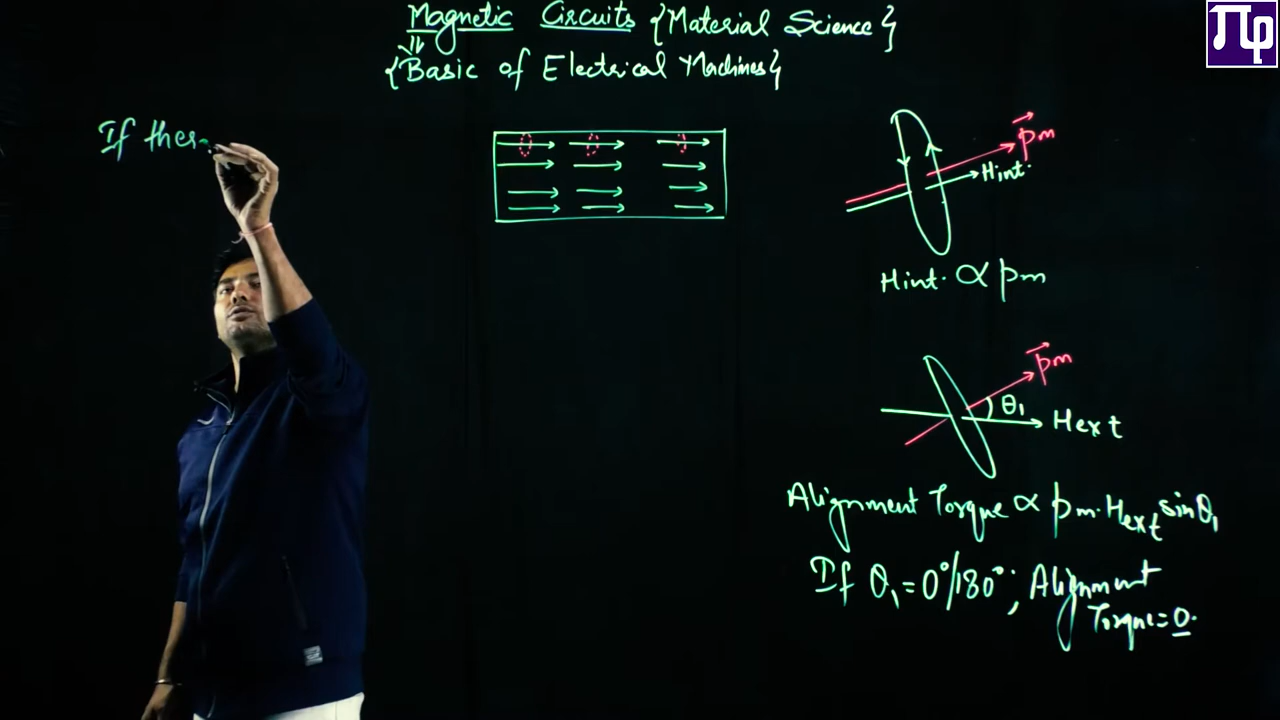 Magnetic Circuits {Material Science}
{Basic of Electrical Machines}
πφ
If ther
p̅m
Hint.
Hint. ∝ pm
pm
θ₁
Hext
Alignment Torque ∝ pm.Hext sinθ₁
If θ₁=0°/180°; Alignment
Torque=0.